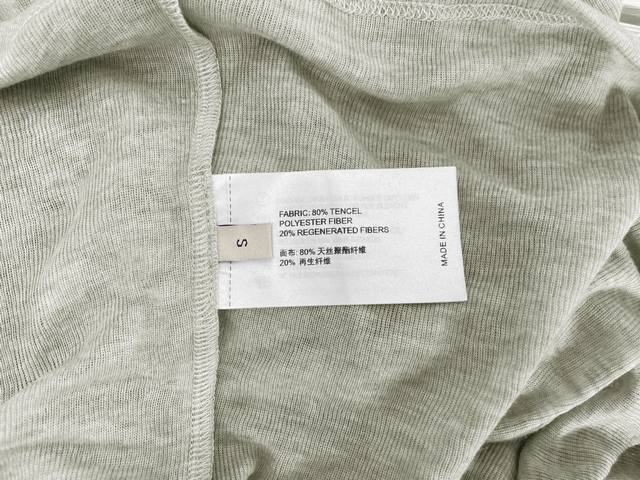 FABRIC: 80% TENCEL
POLYESTER FIBER
20% REGENERATED FIBERS
面布: 80% 天丝聚酯纤维
20% 再生纤维
S
MADE IN CHINA